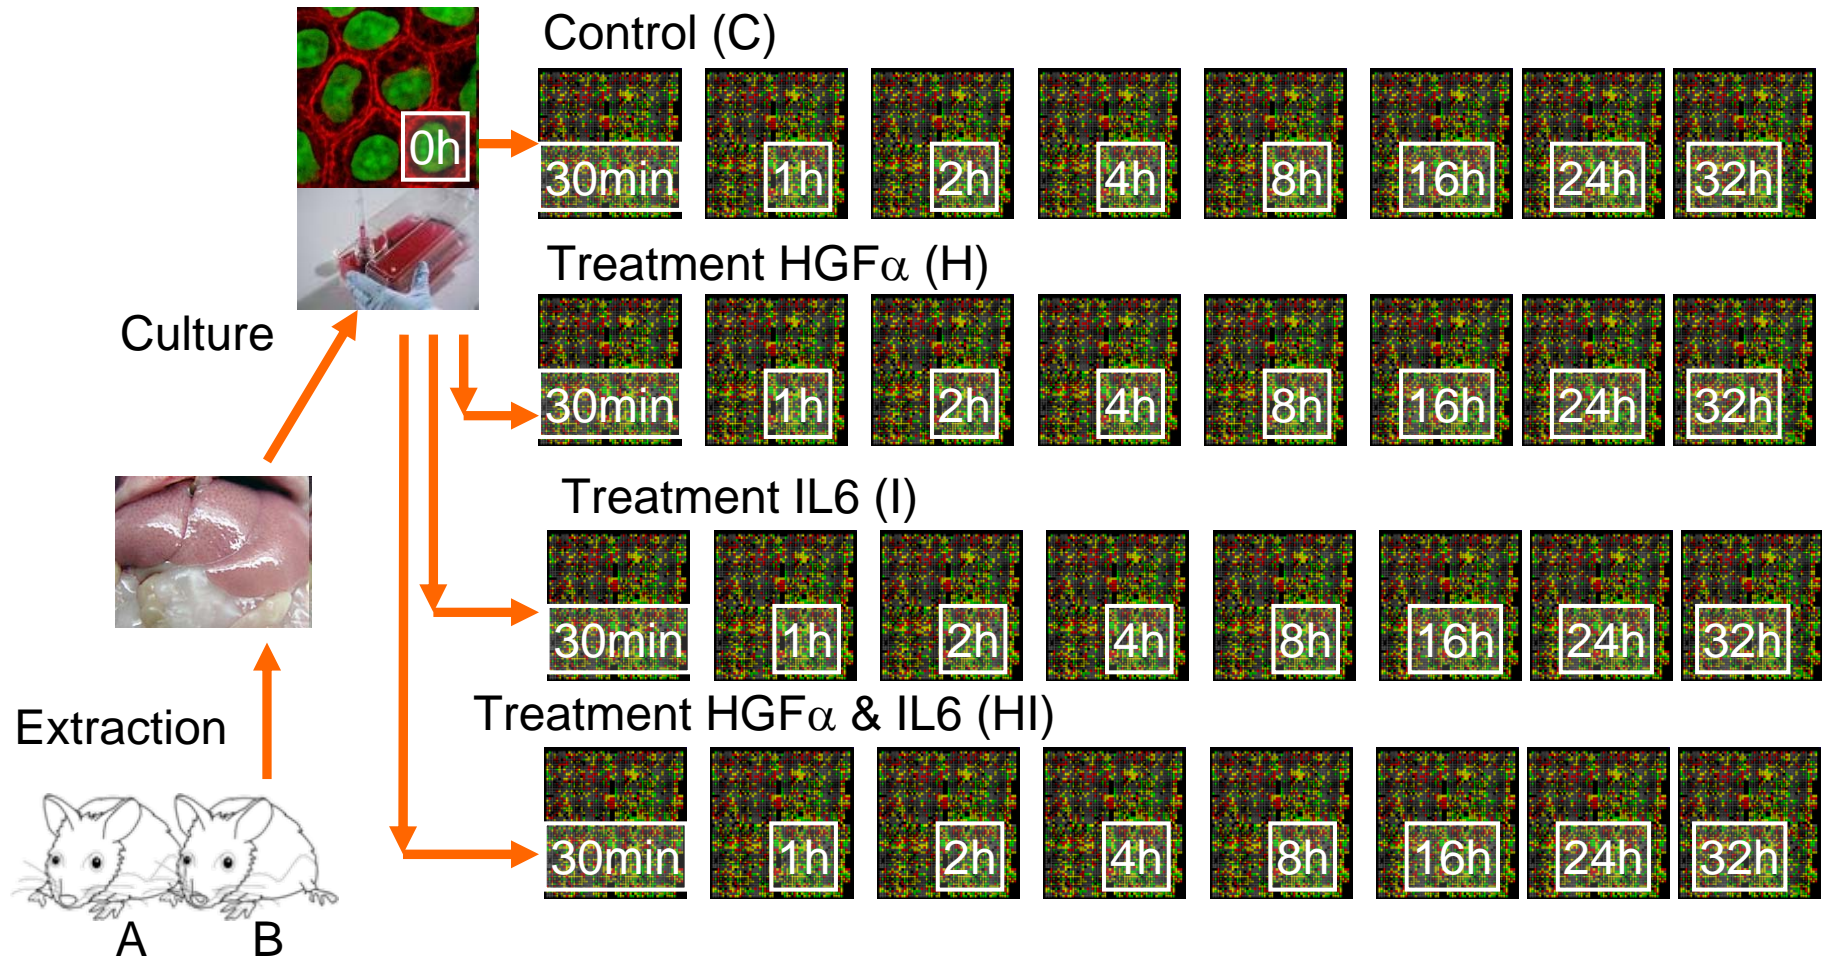 Control (C)
0h
30min 1h 2h 4h 8h 16h 24h 32h
Treatment HGFα (H)
30min 1h 2h 4h 8h 16h 24h 32h
Culture
Treatment IL6 (I)
30min 1h 2h 4h 8h 16h 24h 32h
Treatment HGFα & IL6 (HI)
30min 1h 2h 4h 8h 16h 24h 32h
Extraction
A B